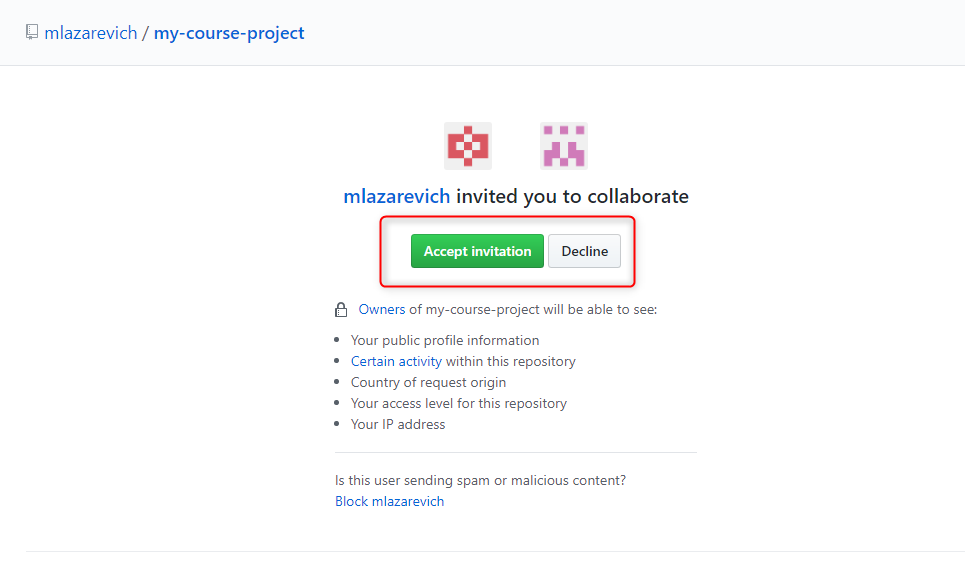 mlazarevich / my-course-project
mlazarevich invited you to collaborate
Accept invitation Decline
Owners of my-course-project will be able to see:
Your public profile information
Certain activity within this repository
Country of request origin
Your access level for this repository
Your IP address
Is this user sending spam or malicious content?
Block mlazarevich